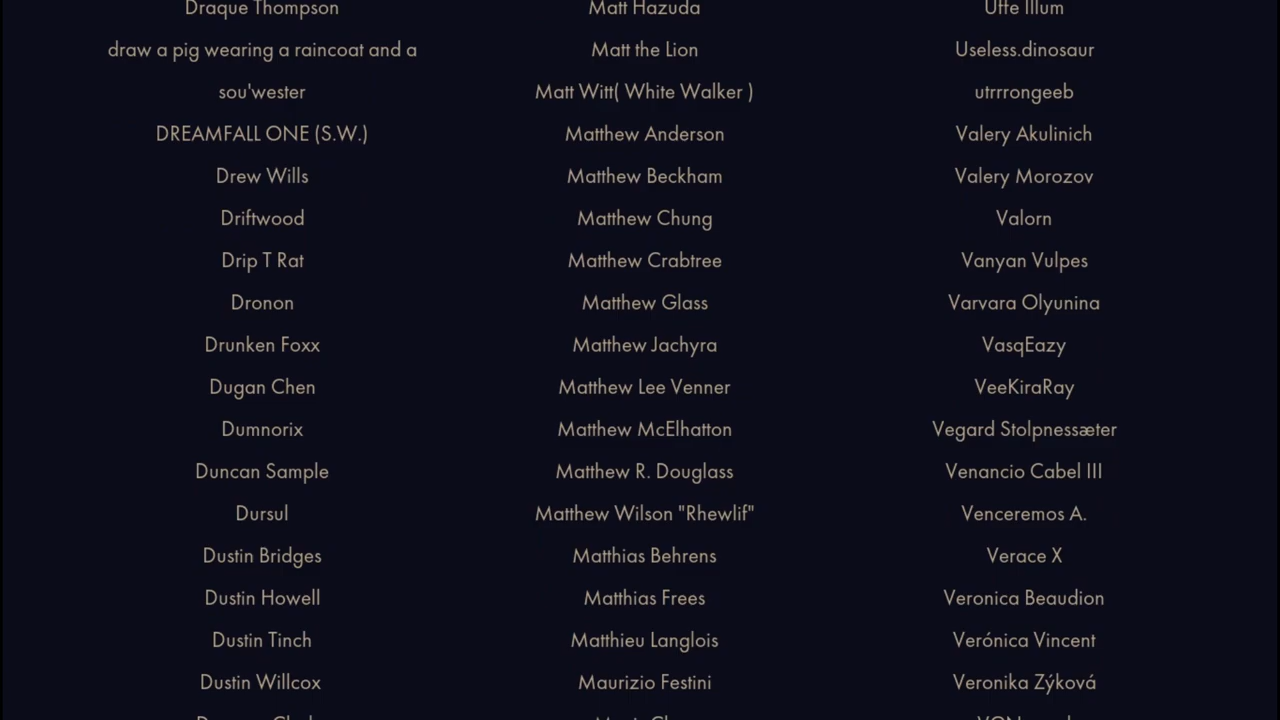 Draque Thompson
draw a pig wearing a raincoat and a
sou'wester
DREAMFALL ONE (S.W.)
Drew Wills
Driftwood
Drip T Rat
Dronon
Drunken Foxx
Dugan Chen
Dumnorix
Duncan Sample
Dursul
Dustin Bridges
Dustin Howell
Dustin Tinch
Dustin Willcox
Matt Hazuda
Matt the Lion
Matt Witt( White Walker )
Matthew Anderson
Matthew Beckham
Matthew Chung
Matthew Crabtree
Matthew Glass
Matthew Jachyra
Matthew Lee Venner
Matthew McElhatton
Matthew R. Douglass
Matthew Wilson "Rhewlif"
Matthias Behrens
Matthias Frees
Matthieu Langlois
Maurizio Festini
Uffe Illum
Useless.dinosaur
utrrrongeeb
Valery Akulinich
Valery Morozov
Valorn
Vanyan Vulpes
Varvara Olyunina
VasqEazy
VeeKiraRay
Vegard Stolpnessæter
Venancio Cabel III
Venceremos A.
Verace X
Veronica Beaudion
Verónica Vincent
Veronika Zýková